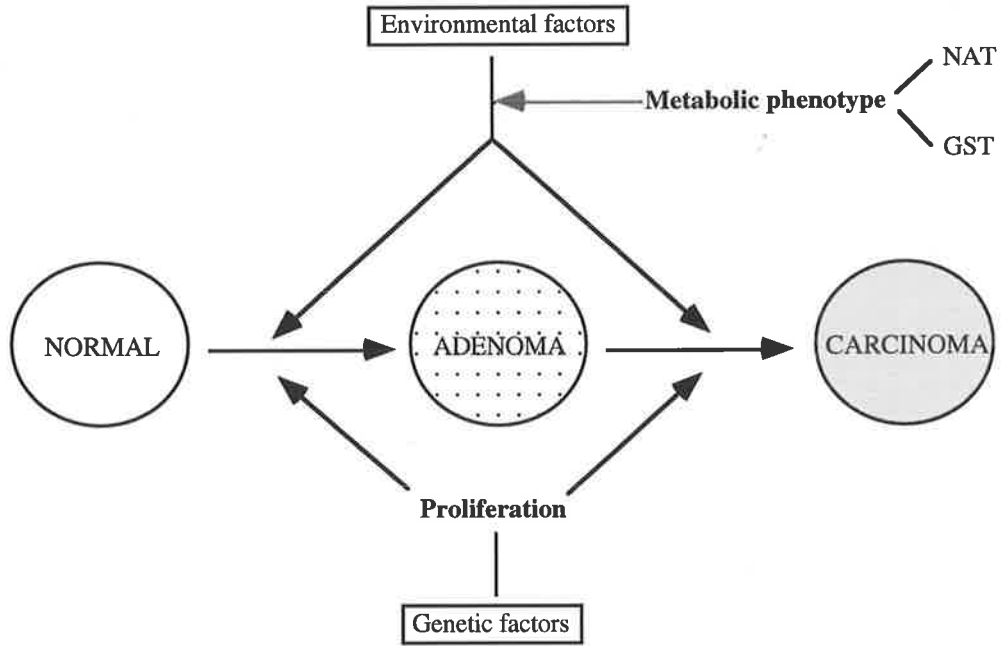 Environmental factors
NAT
Metabolic phenotype
GST
NORMAL
ADENOMA
CARCINOMA
Proliferation
Genetic factors